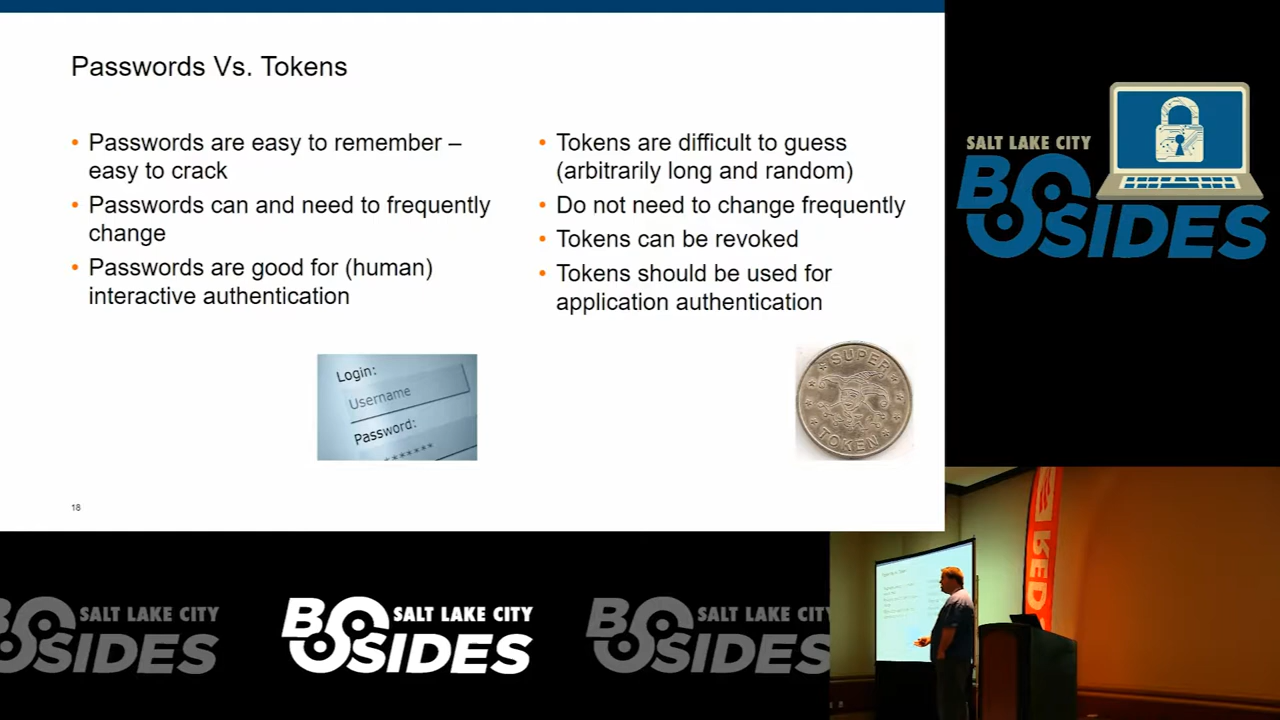 Passwords Vs. Tokens
• Passwords are easy to remember –
easy to crack
• Passwords can and need to frequently
change
• Passwords are good for (human)
interactive authentication
• Tokens are difficult to guess
(arbitrarily long and random)
• Do not need to change frequently
• Tokens can be revoked
• Tokens should be used for
application authentication
Login:
Username
Password:
*******
SUPER
TOKEN
18
SALT LAKE CITY
BSIDES
SALT LAKE CITY
BSIDES
SALT LAKE CITY
BSIDES
SALT LAKE CITY
BSIDES
RED